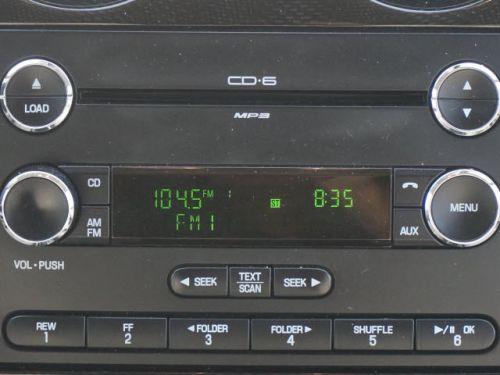 LOAD
CD·6
MP3
CD
AM
FM
104.5 FM 1
FM1
ST
8:35
AUX
MENU
VOL·PUSH
SEEK
TEXT
SCAN
SEEK
REW
1
FF
2
FOLDER
3
FOLDER
4
SHUFFLE
5
OK
6